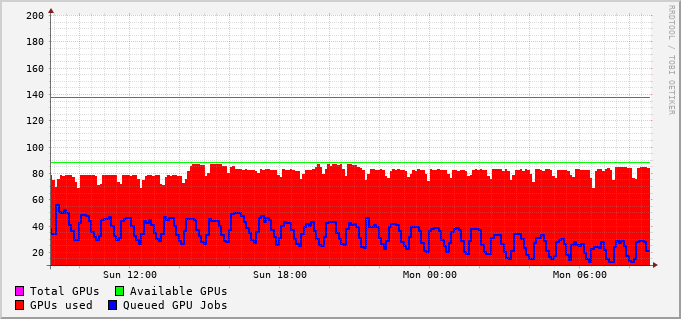 200
180
160
140
120
100
80
60
40
20
Sun 12:00 Sun 18:00 Mon 00:00 Mon 06:00
Total GPUs Available GPUs
GPUs used Queued GPU Jobs
RRDTOOL / TOBI OETIKER